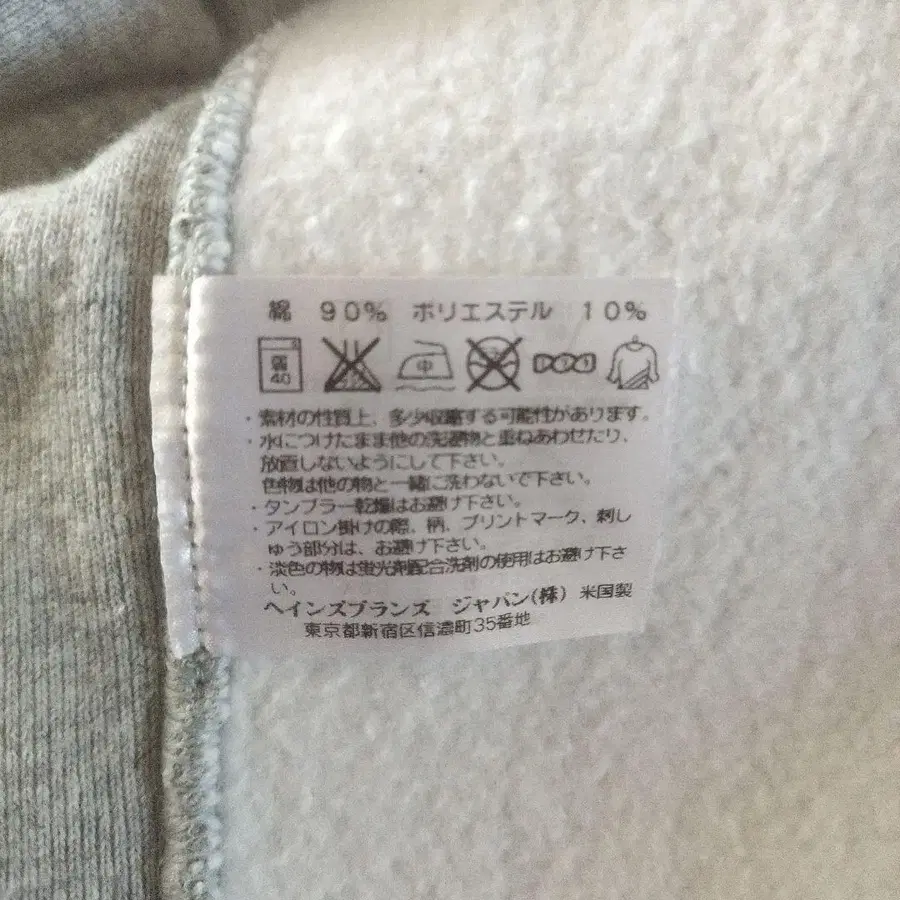 綿 90% ポリエステル 10%
弱 40 中
・素材の性質上、多少収縮する可能性があります。
・水につけたまま他の洗濯物と重ねあわせたり、
放置しないようにして下さい。
色物は他の物と一緒に洗わないで下さい。
・タンブラー乾燥はお避け下さい。
・アイロン掛けの際、柄、プリントマーク、刺し
ゅう部分は、お避け下さい。
・淡色の物は蛍光剤配合洗剤の使用はお避け下さ
い。
ヘインズブランズ ジャパン(株) 米国製
東京都新宿区信濃町35番地